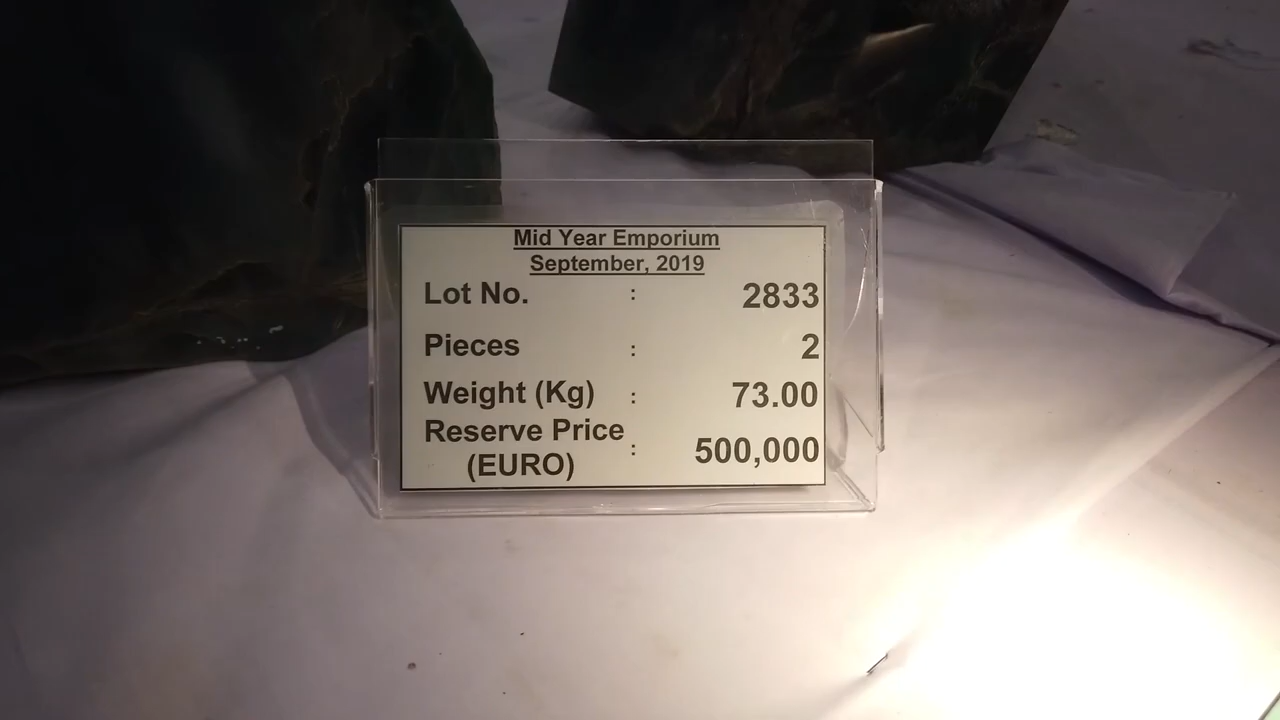 Mid Year Emporium
September, 2019
Lot No. : 2833
Pieces : 2
Weight (Kg) : 73.00
Reserve Price
(EURO) : 500,000